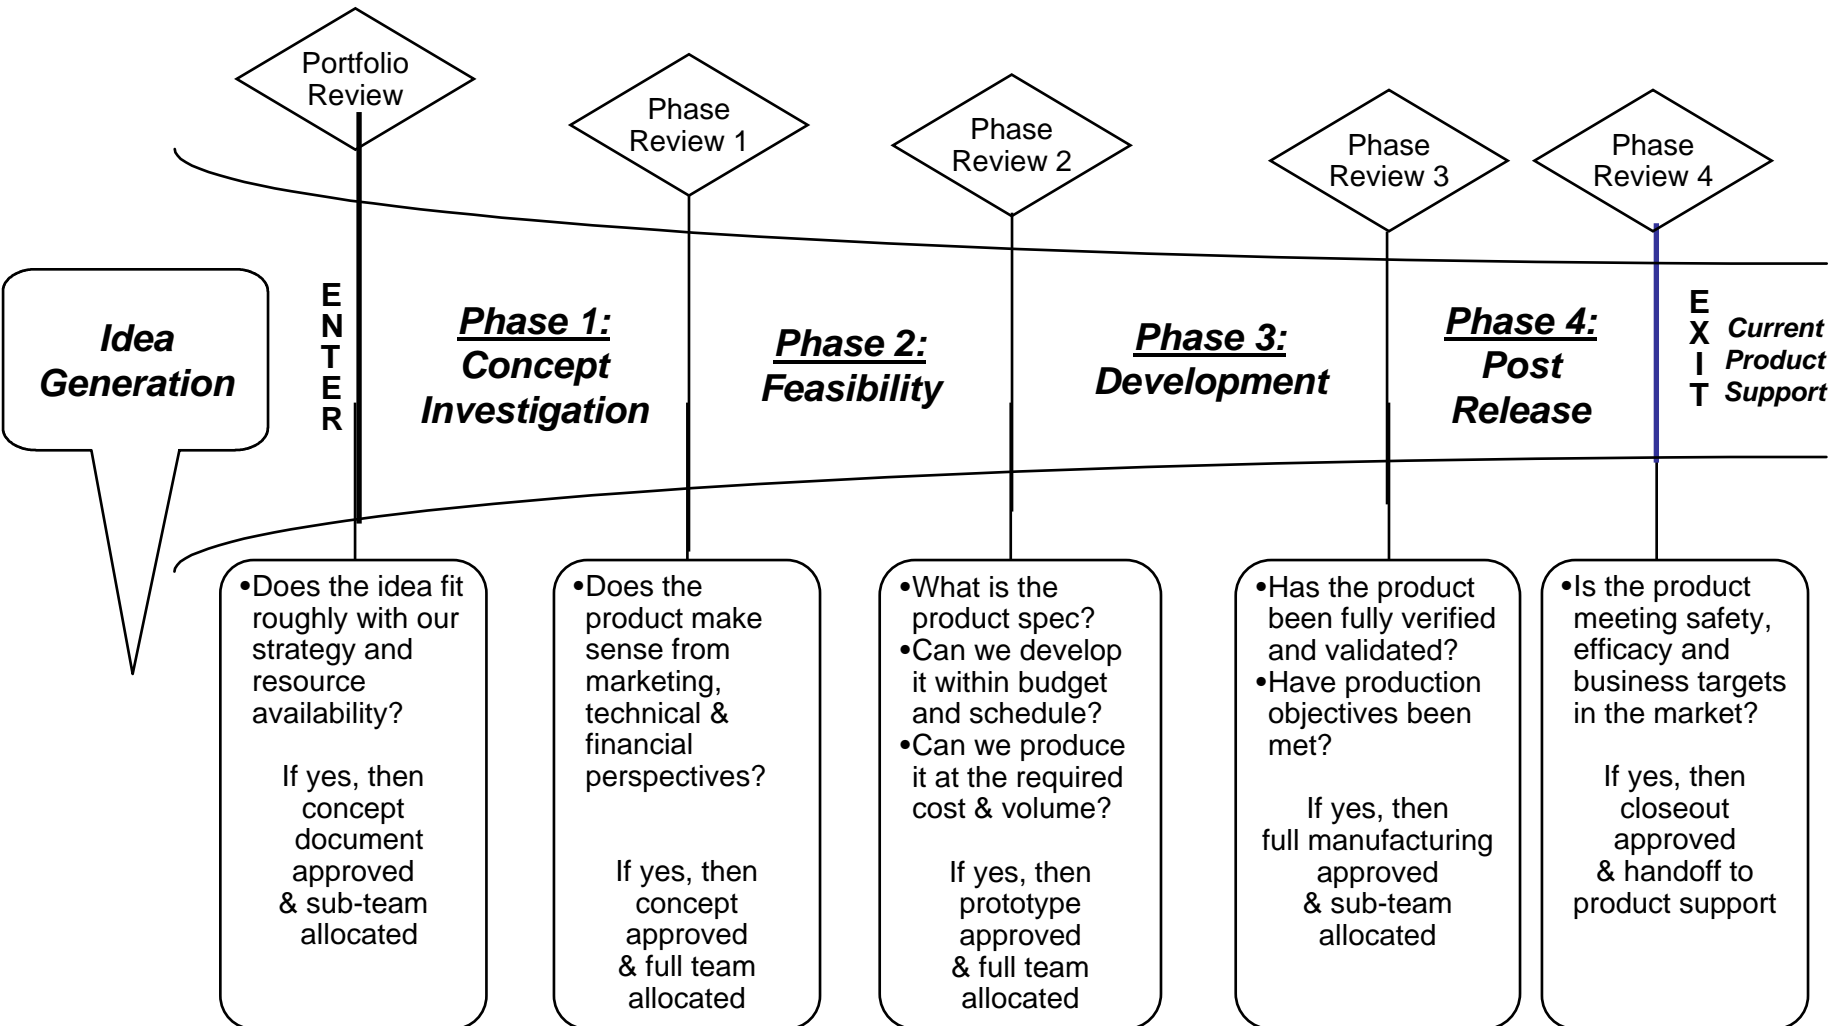 Portfolio
Review
Phase
Review 1
Phase
Review 2
Phase
Review 3
Phase
Review 4
Idea
Generation
E
N
T
E
R
Phase 1:
Concept
Investigation
Phase 2:
Feasibility
Phase 3:
Development
Phase 4:
Post
Release
E
X
I
T
Current
Product
Support
•Does the idea fit
roughly with our
strategy and
resource
availability?
If yes, then
concept
document
approved
& sub-team
allocated
•Does the
product make
sense from
marketing,
technical &
financial
perspectives?
If yes, then
concept
approved
& full team
allocated
•What is the
product spec?
•Can we develop
it within budget
and schedule?
•Can we produce
it at the required
cost & volume?
If yes, then
prototype
approved
& full team
allocated
•Has the product
been fully verified
and validated?
•Have production
objectives been
met?
If yes, then
full manufacturing
approved
& sub-team
allocated
•Is the product
meeting safety,
efficacy and
business targets
in the market?
If yes, then
closeout
approved
& handoff to
product support